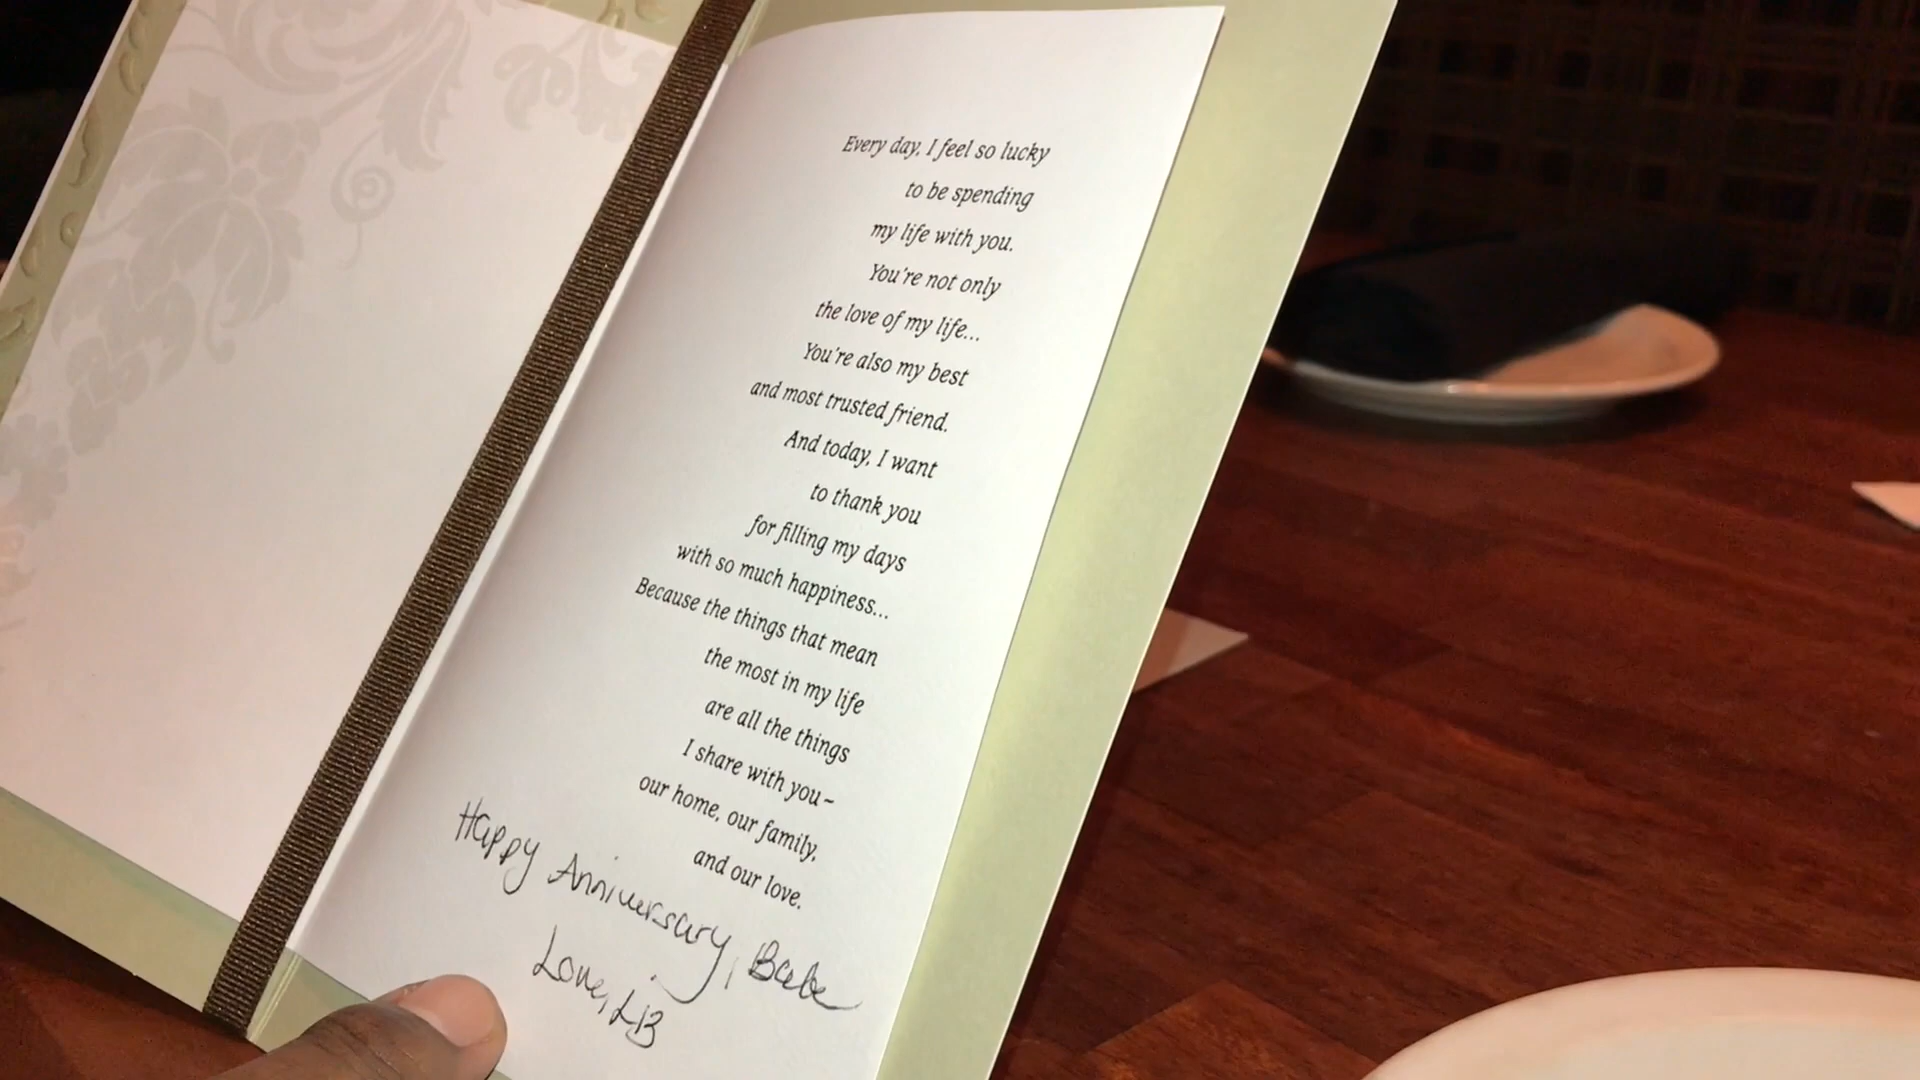 Every day, I feel so lucky
to be spending
my life with you.
You're not only
the love of my life...
You're also my best
and most trusted friend.
And today, I want
to thank you
for filling my days
with so much happiness...
Because the things that mean
the most in my life
are all the things
I share with you~
our home, our family,
and our love.
Happy Anniversary, Babe
Love, LB